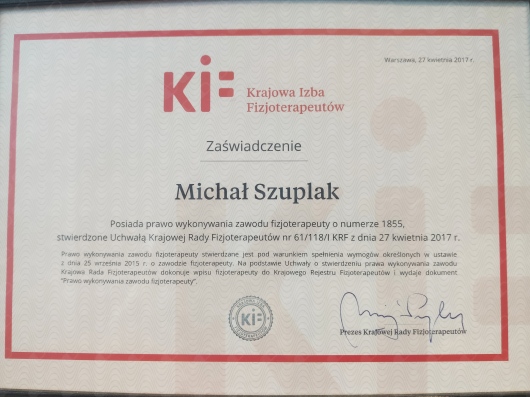 Warszawa, 27 kwietnia 2017 r.
KIF
Krajowa Izba
Fizjoterapeutów
Zaświadczenie
Michał Szuplak
Posiada prawo wykonywania zawodu fizjoterapeuty o numerze 1855,
stwierdzone Uchwałą Krajowej Rady Fizjoterapeutów nr 61/118/I KRF z dnia 27 kwietnia 2017 r.
Prawo wykonywania zawodu fizjoterapeuty stwierdzane jest pod warunkiem spełnienia wymogów określonych w ustawie
z dnia 25 września 2015 r. o zawodzie fizjoterapeuty. Na podstawie Uchwały o stwierdzeniu prawa wykonywania zawodu
Krajowa Rada Fizjoterapeutów dokonuje wpisu fizjoterapeuty do Krajowego Rejestru Fizjoterapeutów i wydaje dokument
"Prawo wykonywania zawodu fizjoterapeuty".
KIF
Prezes Krajowej Rady Fizjoterapeutów